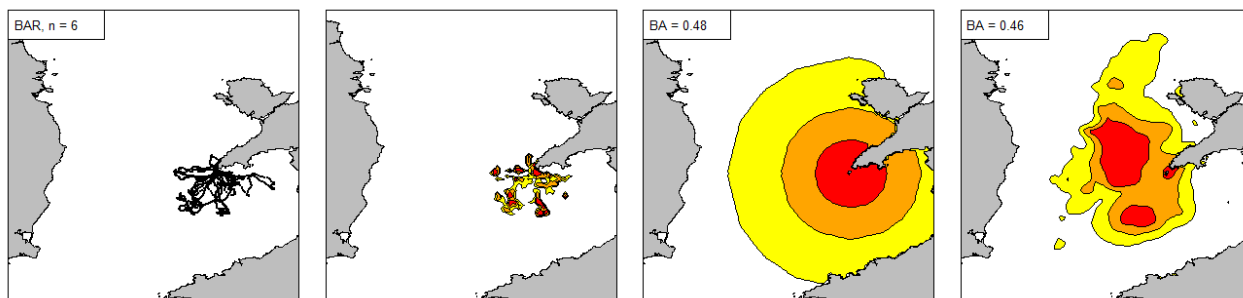 BAR, n = 6
BA = 0.48
BA = 0.46